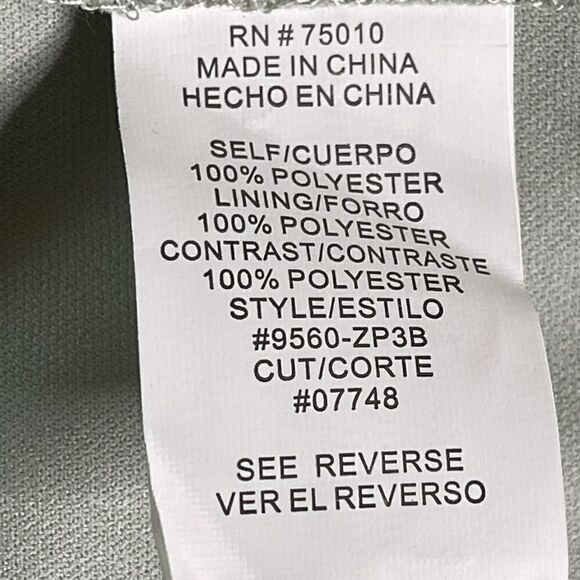 RN # 75010
MADE IN CHINA
HECHO EN CHINA
SELF/CUERPO
100% POLYESTER
LINING/FORRO
100% POLYESTER
CONTRAST/CONTRASTE
100% POLYESTER
STYLE/ESTILO
#9560-ZP3B
CUT/CORTE
#07748
SEE REVERSE
VER EL REVERSO